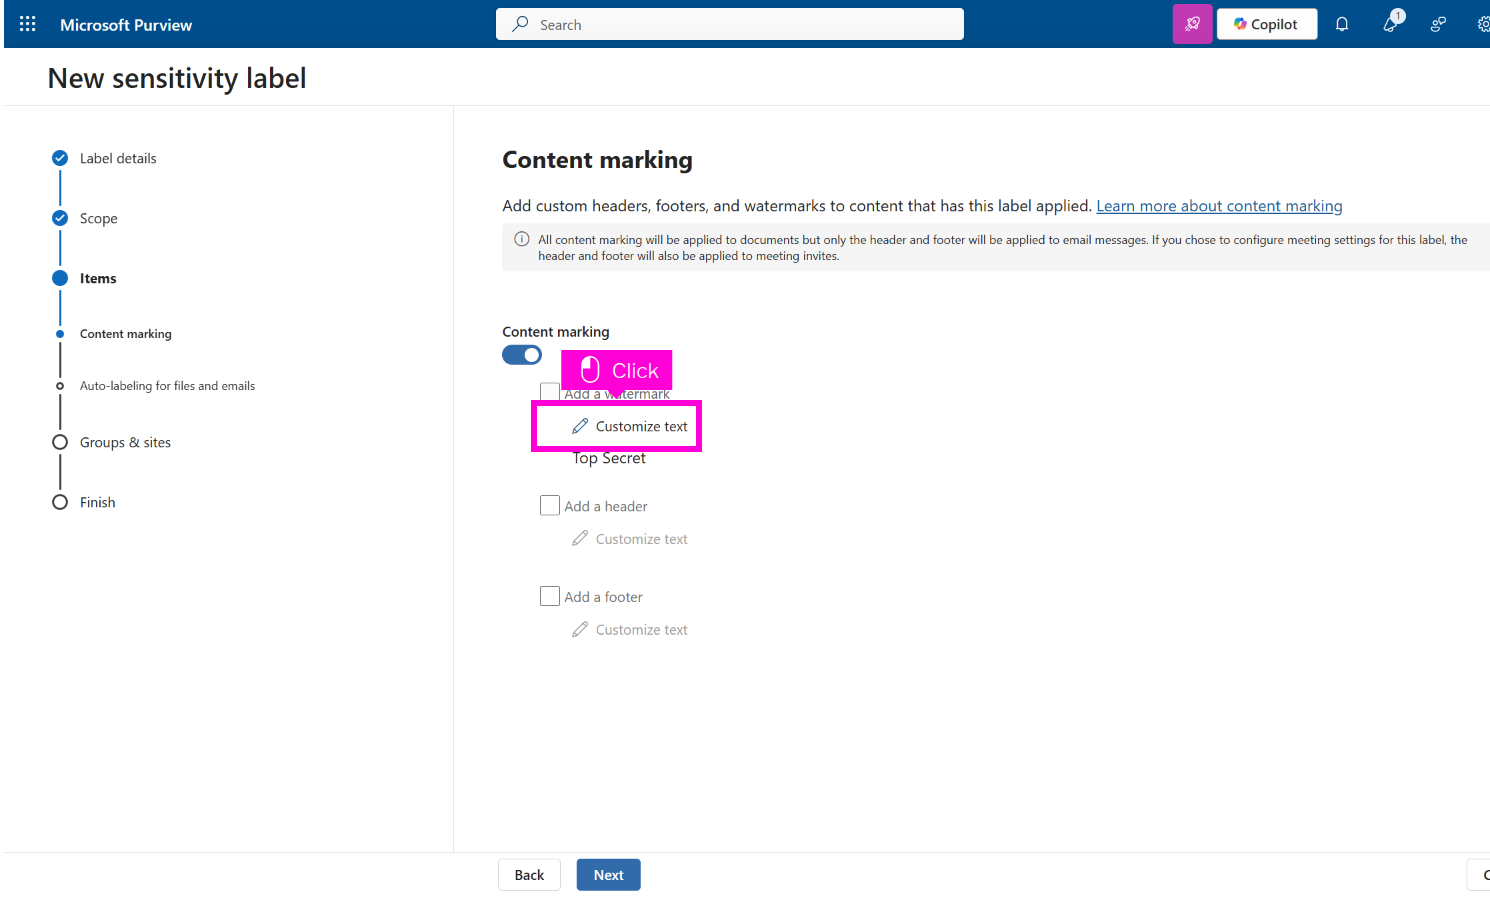 Microsoft Purview
Search
Copilot
1
New sensitivity label
Label details
Scope
Items
Content marking
Auto-labeling for files and emails
Groups & sites
Finish
Content marking
Add custom headers, footers, and watermarks to content that has this label applied. Learn more about content marking
All content marking will be applied to documents but only the header and footer will be applied to email messages. If you chose to configure meeting settings for this label, the
header and footer will also be applied to meeting invites.
Content marking
Click
Add a watermark
Customize text
Top Secret
Add a header
Customize text
Add a footer
Customize text
Back
Next